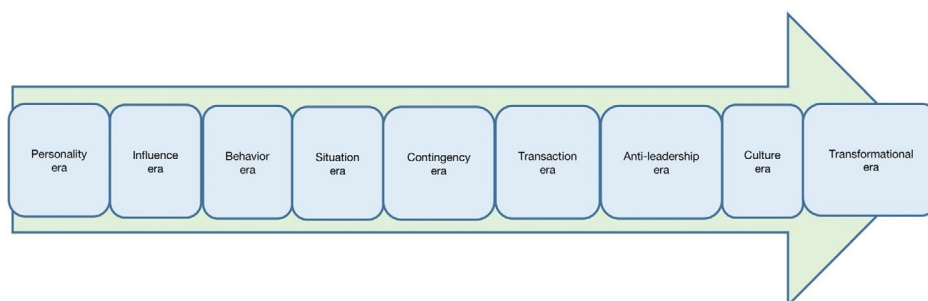 Personality
era
Influence
era
Behavior
era
Situation
era
Contingency
era
Transaction
era
Anti-leadership
era
Culture
era
Transformational
era